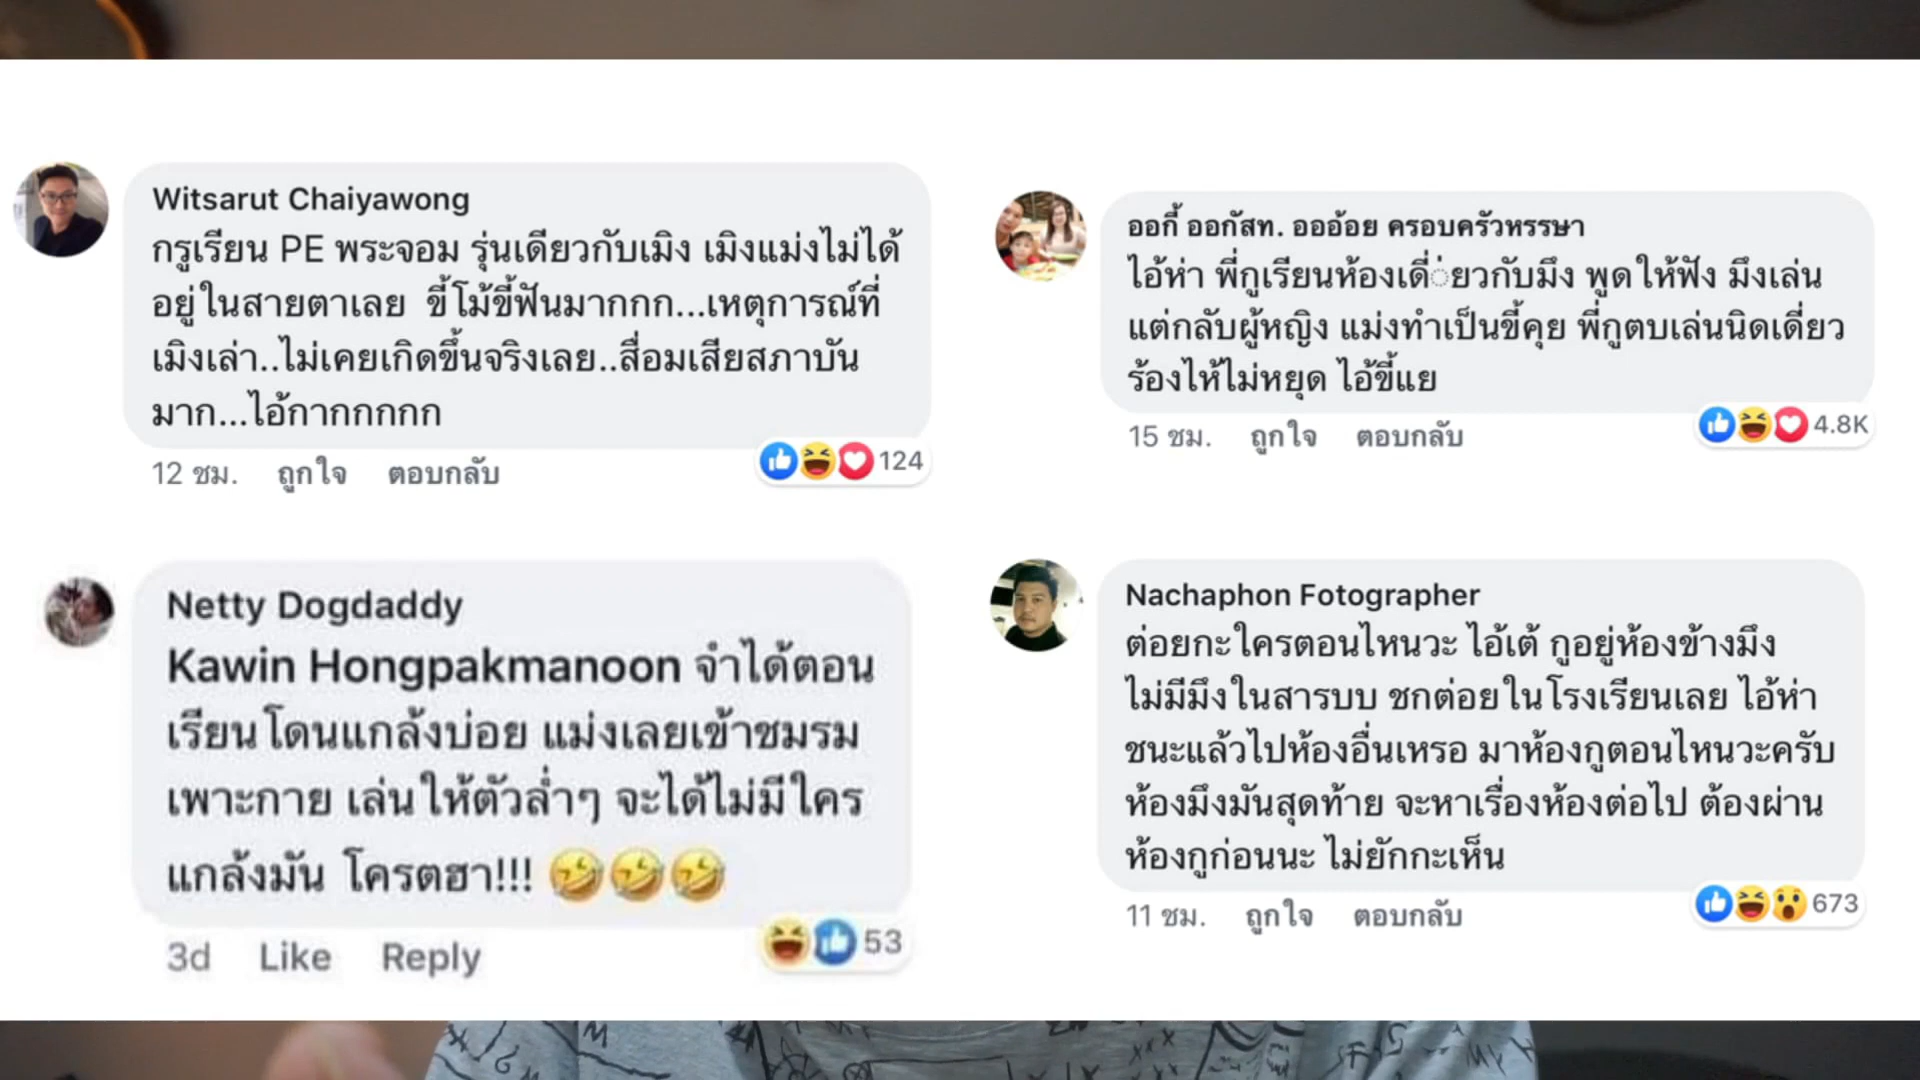 Witsarut Chaiyawong
กรูเรียน PE พระจอม รุ่นเดียวกับเมิง เมิงแม่งไม่ได้
อยู่ในสายตาเลย ขี้โม้ขี้ฟันมากกก...เหตุการณ์ที่
เมิงเล่า..ไม่เคยเกิดขึ้นจริงเลย..สื่อมเสียสภาบัน
มาก...ไอ้กากกกกก
12 ชม. ถูกใจ ตอบกลับ
124
ออกี้ ออกัสท. อออ้อย ครอบครัวหรรษา
ไอ้ห่า พี่กูเรียนห้องเดี่่ยวกับมึง พูดให้ฟัง มึงเล่น
แต่กลับผู้หญิง แม่งทำเป็นขี้คุย พี่กูตบเล่นนิดเดี่ยว
ร้องไห้ไม่หยุด ไอ้ขี้แย
15 ชม. ถูกใจ ตอบกลับ
4.8K
Netty Dogdaddy
Kawin Hongpakmanoon จำได้ตอน
เรียนโดนแกล้งบ่อย แม่งเลยเข้าชมรม
เพาะกาย เล่นให้ตัวล่ำๆ จะได้ไม่มีใคร
แกล้งมัน โครตฮา!!! 🤣🤣🤣
3d Like Reply
53
Nachaphon Fotographer
ต่อยกะใครตอนไหนวะ ไอ้เต้ กูอยู่ห้องข้างมึง
ไม่มีมึงในสารบบ ชกต่อยในโรงเรียนเลย ไอ้ห่า
ชนะแล้วไปห้องอื่นเหรอ มาห้องกูตอนไหนวะครับ
ห้องมึงมันสุดท้าย จะหาเรื่องห้องต่อไป ต้องผ่าน
ห้องกูก่อนนะ ไม่ยักกะเห็น
11 ชม. ถูกใจ ตอบกลับ
673